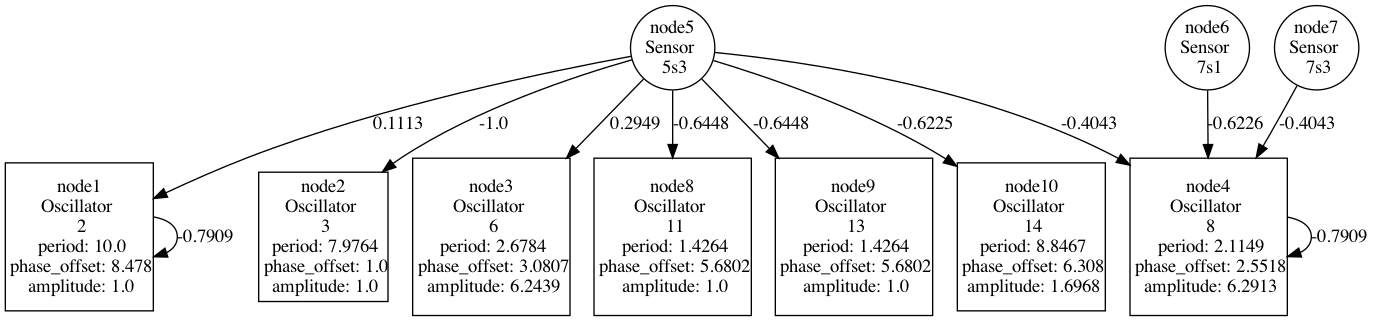 node5
Sensor
5s3
node6
Sensor
7s1
node7
Sensor
7s3
0.1113
-1.0
0.2949
-0.6448
-0.6448
-0.6225
-0.4043
-0.6226
-0.4043
node1
Oscillator
2
period: 10.0
phase_offset: 8.478
amplitude: 1.0
-0.7909
node2
Oscillator
3
period: 7.9764
phase_offset: 1.0
amplitude: 1.0
node3
Oscillator
6
period: 2.6784
phase_offset: 3.0807
amplitude: 6.2439
node8
Oscillator
11
period: 1.4264
phase_offset: 5.6802
amplitude: 1.0
node9
Oscillator
13
period: 1.4264
phase_offset: 5.6802
amplitude: 1.0
node10
Oscillator
14
period: 8.8467
phase_offset: 6.308
amplitude: 1.6968
node4
Oscillator
8
period: 2.1149
phase_offset: 2.5518
amplitude: 6.2913
-0.7909